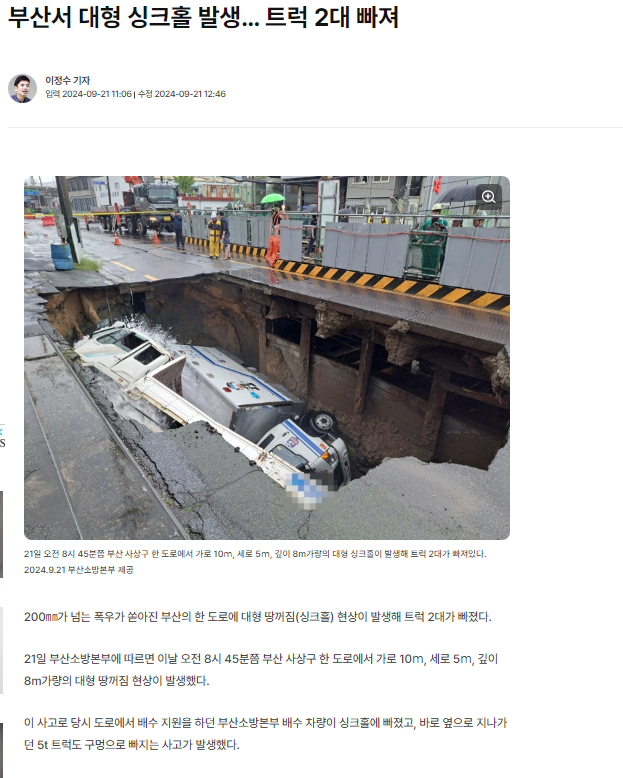 부산서 대형 싱크홀 발생... 트럭 2대 빠져
이정수 기자
입력 2024-09-21 11:06 | 수정 2024-09-21 12:46
21일 오전 8시 45분쯤 부산 사상구 한 도로에서 가로 10m, 세로 5m, 깊이 8m가량의 대형 싱크홀이 발생해 트럭 2대가 빠져있다.
2024.9.21 부산소방본부 제공
200㎜가 넘는 폭우가 쏟아진 부산의 한 도로에 대형 땅꺼짐(싱크홀) 현상이 발생해 트럭 2대가 빠졌다.
21일 부산소방본부에 따르면 이날 오전 8시 45분쯤 부산 사상구 한 도로에서 가로 10m, 세로 5m, 깊이
8m가량의 대형 땅꺼짐 현상이 발생했다.
이 사고로 당시 도로에서 배수 지원을 하던 부산소방본부 배수 차량이 싱크홀에 빠졌고, 바로 옆으로 지나가
던 5t 트럭도 구멍으로 빠지는 사고가 발생했다.